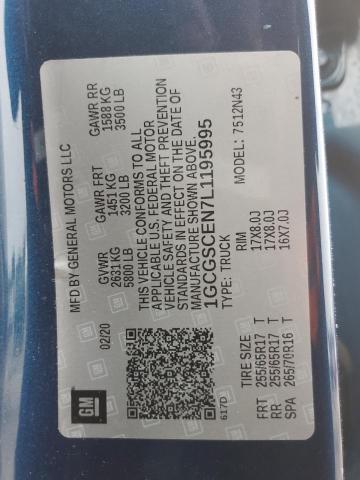 MFD BY GENERAL MOTORS LLC
02/20
GVWR
2631 KG
5800 LB
GAWR FRT
1451 KG
3200 LB
GAWR RR
1588 KG
3500 LB
THIS VEHICLE CONFORMS TO ALL
APPLICABLE U.S. FEDERAL MOTOR
VEHICLE SAFETY AND THEFT PREVENTION
STANDARDS IN EFFECT ON THE DATE OF
MANUFACTURE SHOWN ABOVE.
1GCGSCEN7L1195995
TYPE: TRUCK
MODEL: 7512N43
GM
617D
TIRE SIZE
RIM
FRT 255/65R17 T 17X8.0J
RR 255/65R17 T 17X8.0J
SPA 265/70R16 T 16X7.0J